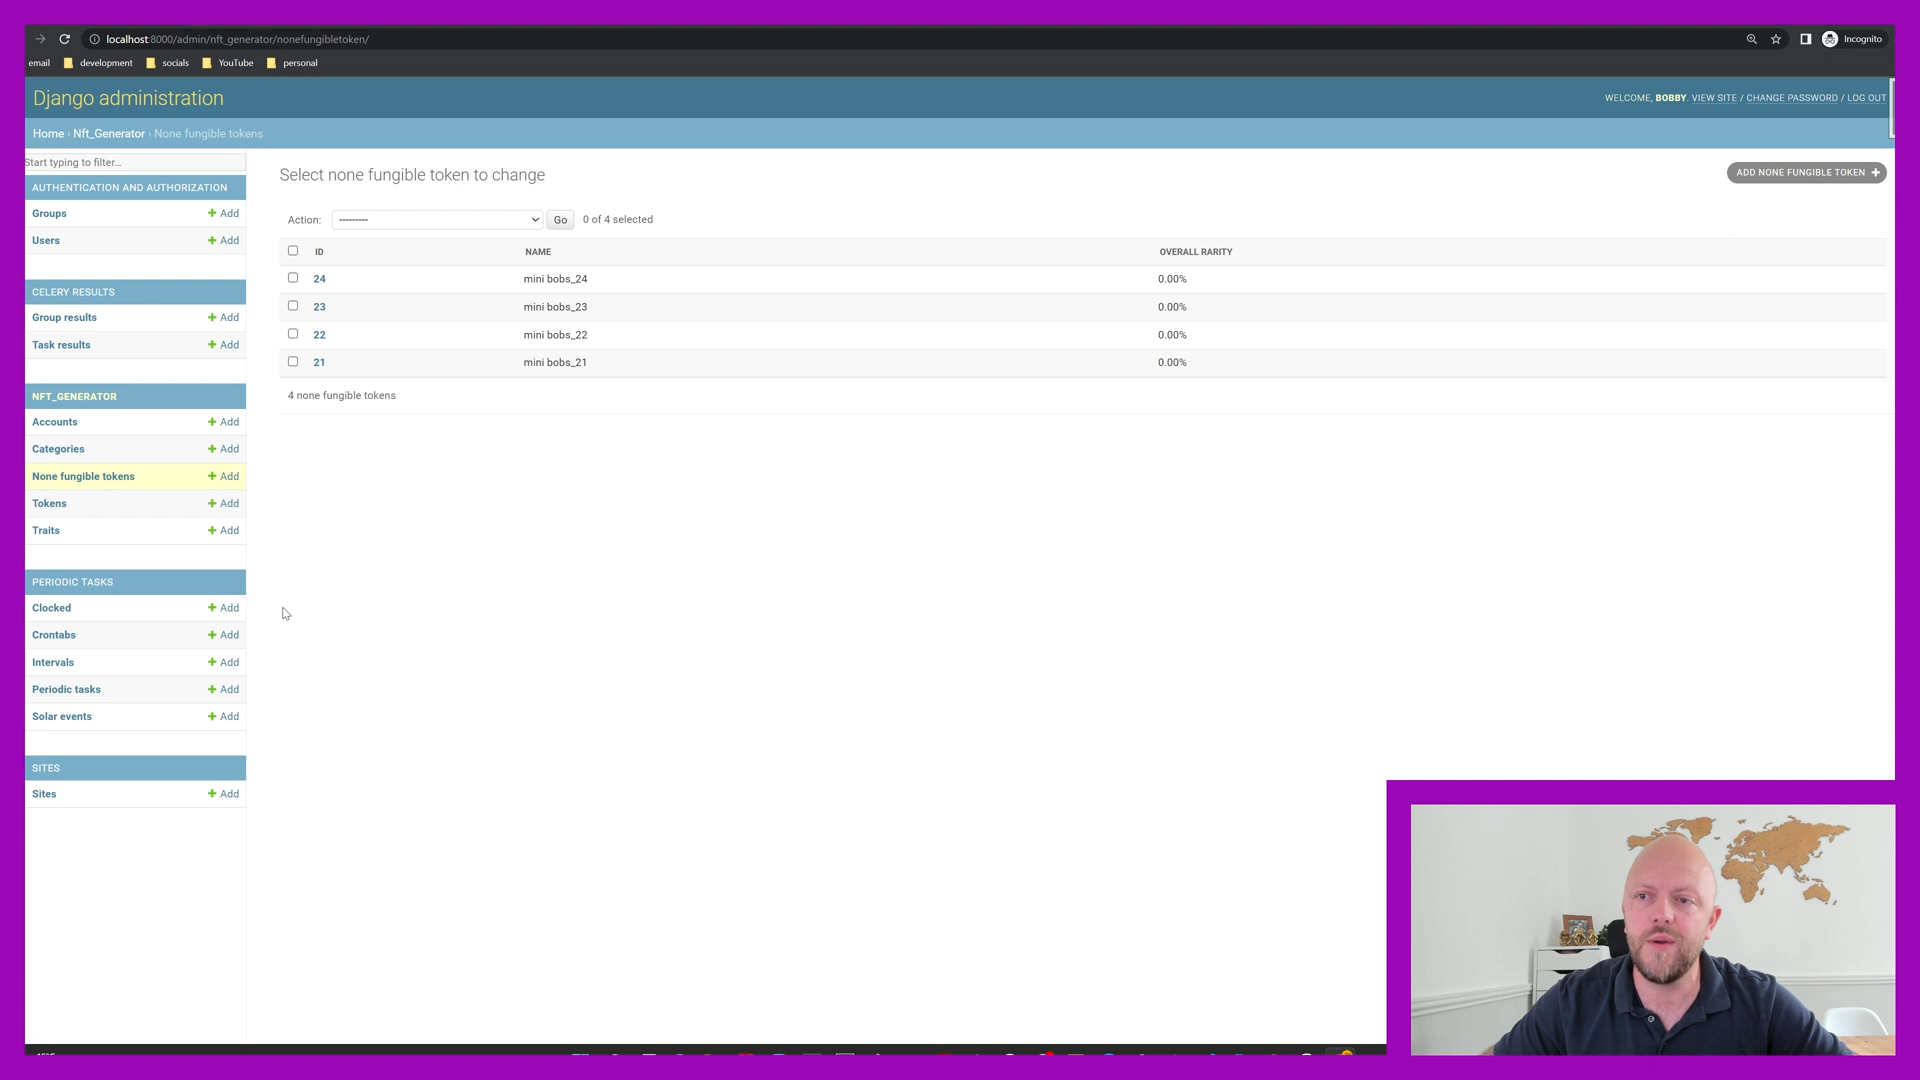 localhost:8000/admin/nft_generator/nonefungibletoken/
Incognito
email development socials YouTube personal
Django administration
WELCOME, BOBBY. VIEW SITE / CHANGE PASSWORD / LOG OUT
Home › Nft_Generator › None fungible tokens
Start typing to filter...
AUTHENTICATION AND AUTHORIZATION
Groups + Add
Users + Add
CELERY RESULTS
Group results + Add
Task results + Add
NFT_GENERATOR
Accounts + Add
Categories + Add
None fungible tokens + Add
Tokens + Add
Traits + Add
PERIODIC TASKS
Clocked + Add
Crontabs + Add
Intervals + Add
Periodic tasks + Add
Solar events + Add
SITES
Sites + Add
Select none fungible token to change
ADD NONE FUNGIBLE TOKEN +
Action: --------- Go 0 of 4 selected
ID NAME OVERALL RARITY
24 mini bobs_24 0.00%
23 mini bobs_23 0.00%
22 mini bobs_22 0.00%
21 mini bobs_21 0.00%
4 none fungible tokens